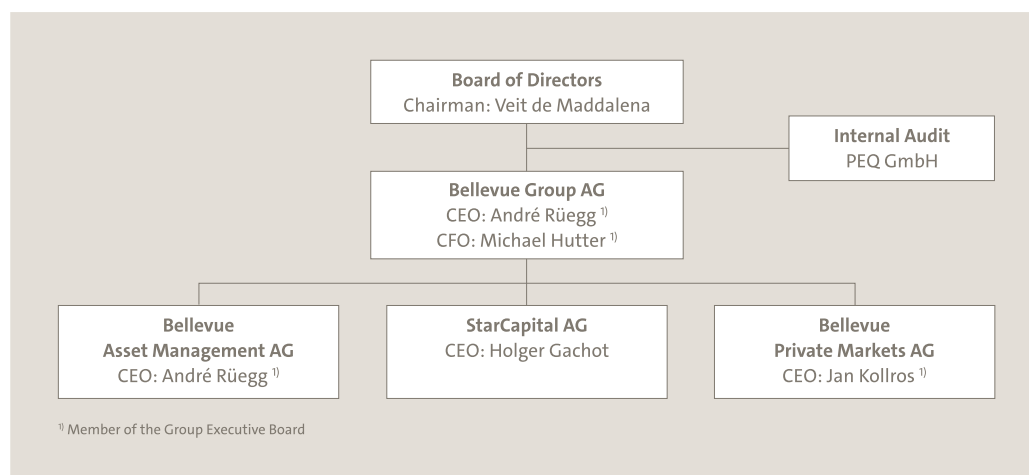 Board of Directors
Chairman: Veit de Maddalena
Internal Audit
PEQ GmbH
Bellevue Group AG
CEO: André Rüegg ¹⁾
CFO: Michael Hutter ¹⁾
Bellevue
Asset Management AG
CEO: André Rüegg ¹⁾
StarCapital AG
CEO: Holger Gachot
Bellevue
Private Markets AG
CEO: Jan Kollros ¹⁾
¹⁾ Member of the Group Executive Board